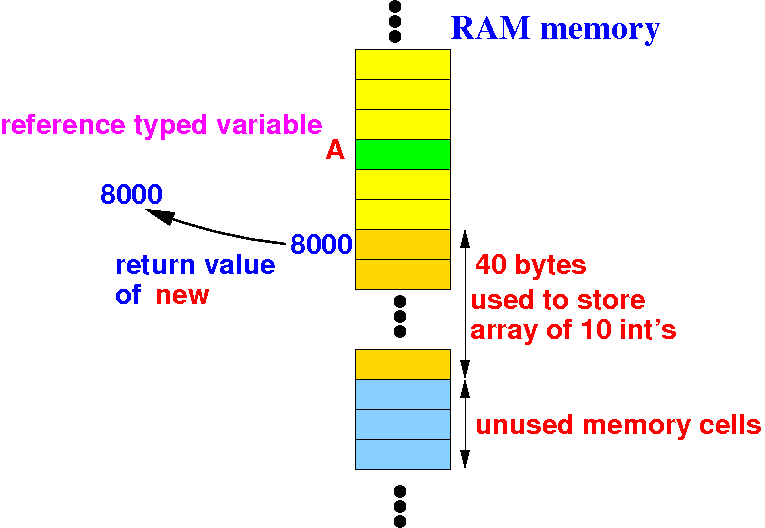 RAM memory
reference typed variable
A
8000
8000
return value
of new
40 bytes
used to store
array of 10 int's
unused memory cells